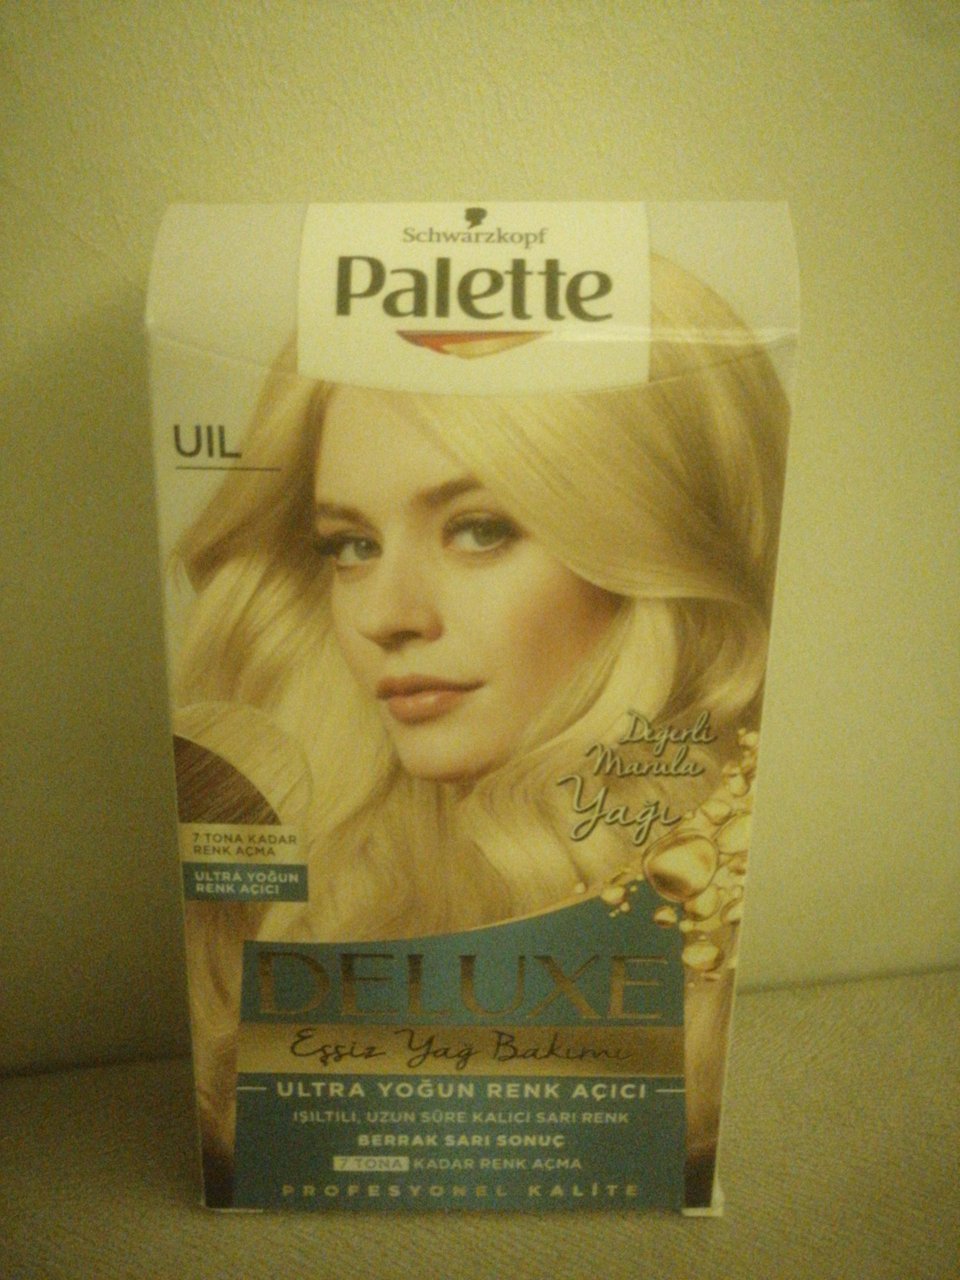 Schwarzkopf
Palette
UIL
Değerli
Marula
Yağı
7 TONA KADAR
RENK AÇMA
ULTRA YOĞUN
RENK AÇICI
DELUXE
Eşsiz Yağ Bakımı
ULTRA YOĞUN RENK AÇICI
IŞILTILI, UZUN SÜRE KALICI SARI RENK
BERRAK SARI SONUÇ
7 TONA KADAR RENK AÇMA
PROFESYONEL KALİTE